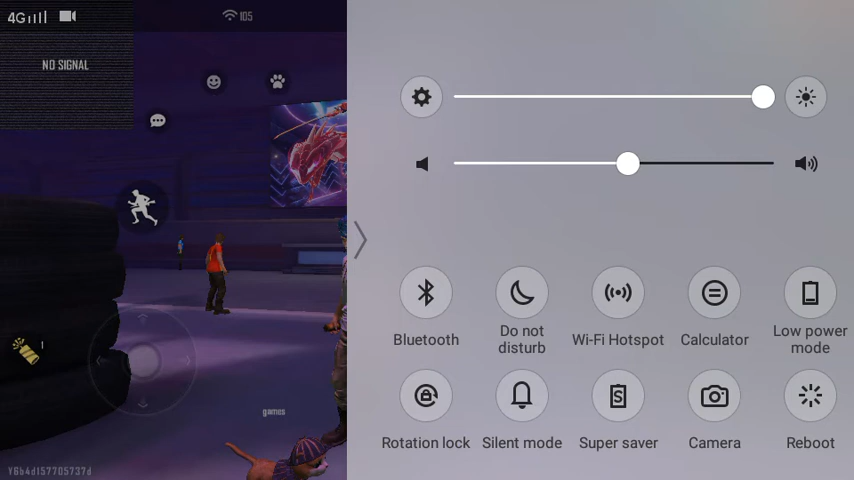 4G
105
NO SIGNAL
1
games
Bluetooth
Do not
disturb
Wi-Fi Hotspot
Calculator
Low power
mode
Rotation lock
Silent mode
Super saver
Camera
Reboot
Y6b4d157705737d